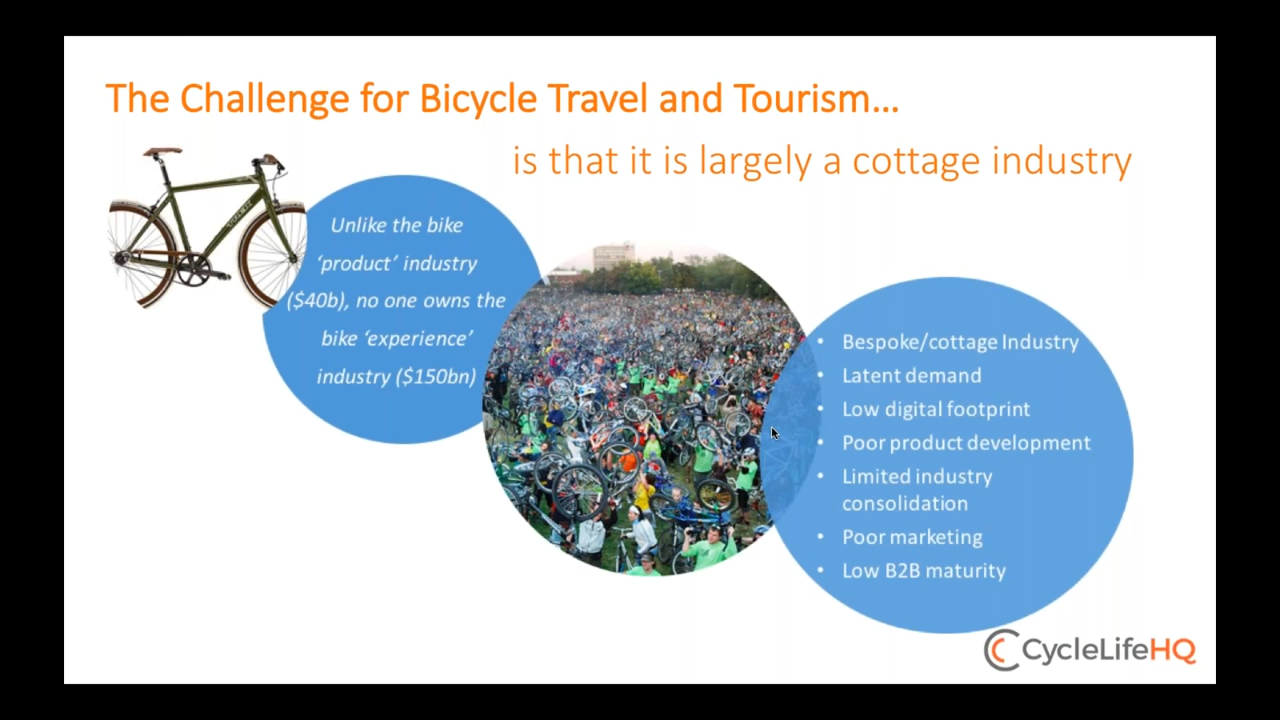 The Challenge for Bicycle Travel and Tourism...
is that it is largely a cottage industry
Unlike the bike
‘product’ industry
($40b), no one owns the
bike ‘experience’
industry ($150bn)
• Bespoke/cottage Industry
• Latent demand
• Low digital footprint
• Poor product development
• Limited industry
consolidation
• Poor marketing
• Low B2B maturity
CycleLifeHQ